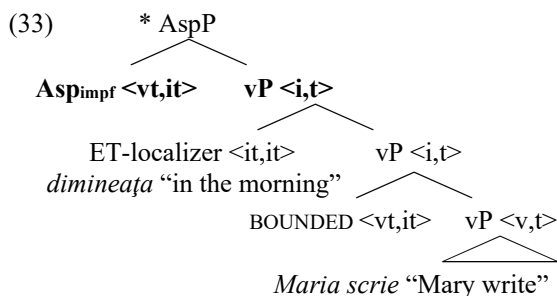 (33) * AspP
Aspimpf <vt,it> vP <i,t>
ET-localizer <it,it> vP <i,t>
dimineaţa “in the morning”
BOUNDED <vt,it> vP <v,t>
Maria scrie “Mary write”